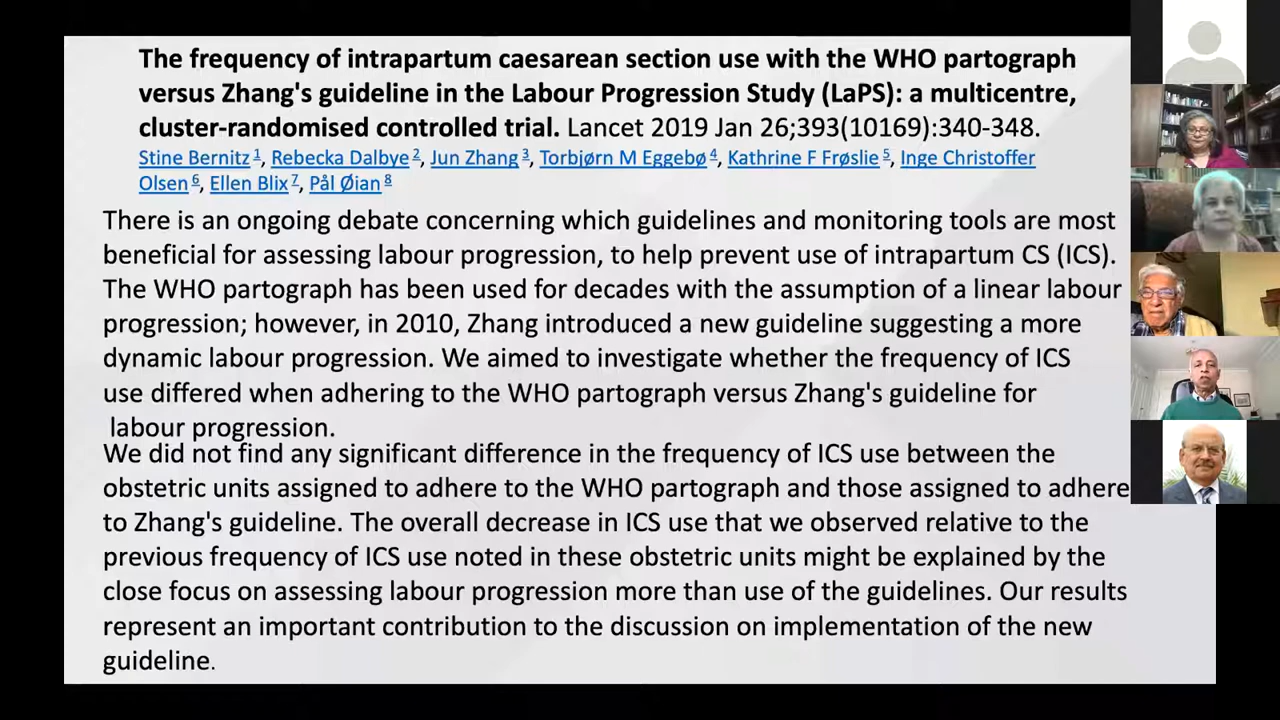 The frequency of intrapartum caesarean section use with the WHO partograph
versus Zhang's guideline in the Labour Progression Study (LaPS): a multicentre,
cluster-randomised controlled trial. Lancet 2019 Jan 26;393(10169):340-348.
Stine Bernitz 1, Rebecka Dalbye 2, Jun Zhang 3, Torbjørn M Eggebø 4, Kathrine F Frøslie 5, Inge Christoffer
Olsen 6, Ellen Blix 7, Pål Øian 8
There is an ongoing debate concerning which guidelines and monitoring tools are most
beneficial for assessing labour progression, to help prevent use of intrapartum CS (ICS).
The WHO partograph has been used for decades with the assumption of a linear labour
progression; however, in 2010, Zhang introduced a new guideline suggesting a more
dynamic labour progression. We aimed to investigate whether the frequency of ICS
use differed when adhering to the WHO partograph versus Zhang's guideline for
labour progression.
We did not find any significant difference in the frequency of ICS use between the
obstetric units assigned to adhere to the WHO partograph and those assigned to adhere
to Zhang's guideline. The overall decrease in ICS use that we observed relative to the
previous frequency of ICS use noted in these obstetric units might be explained by the
close focus on assessing labour progression more than use of the guidelines. Our results
represent an important contribution to the discussion on implementation of the new
guideline.